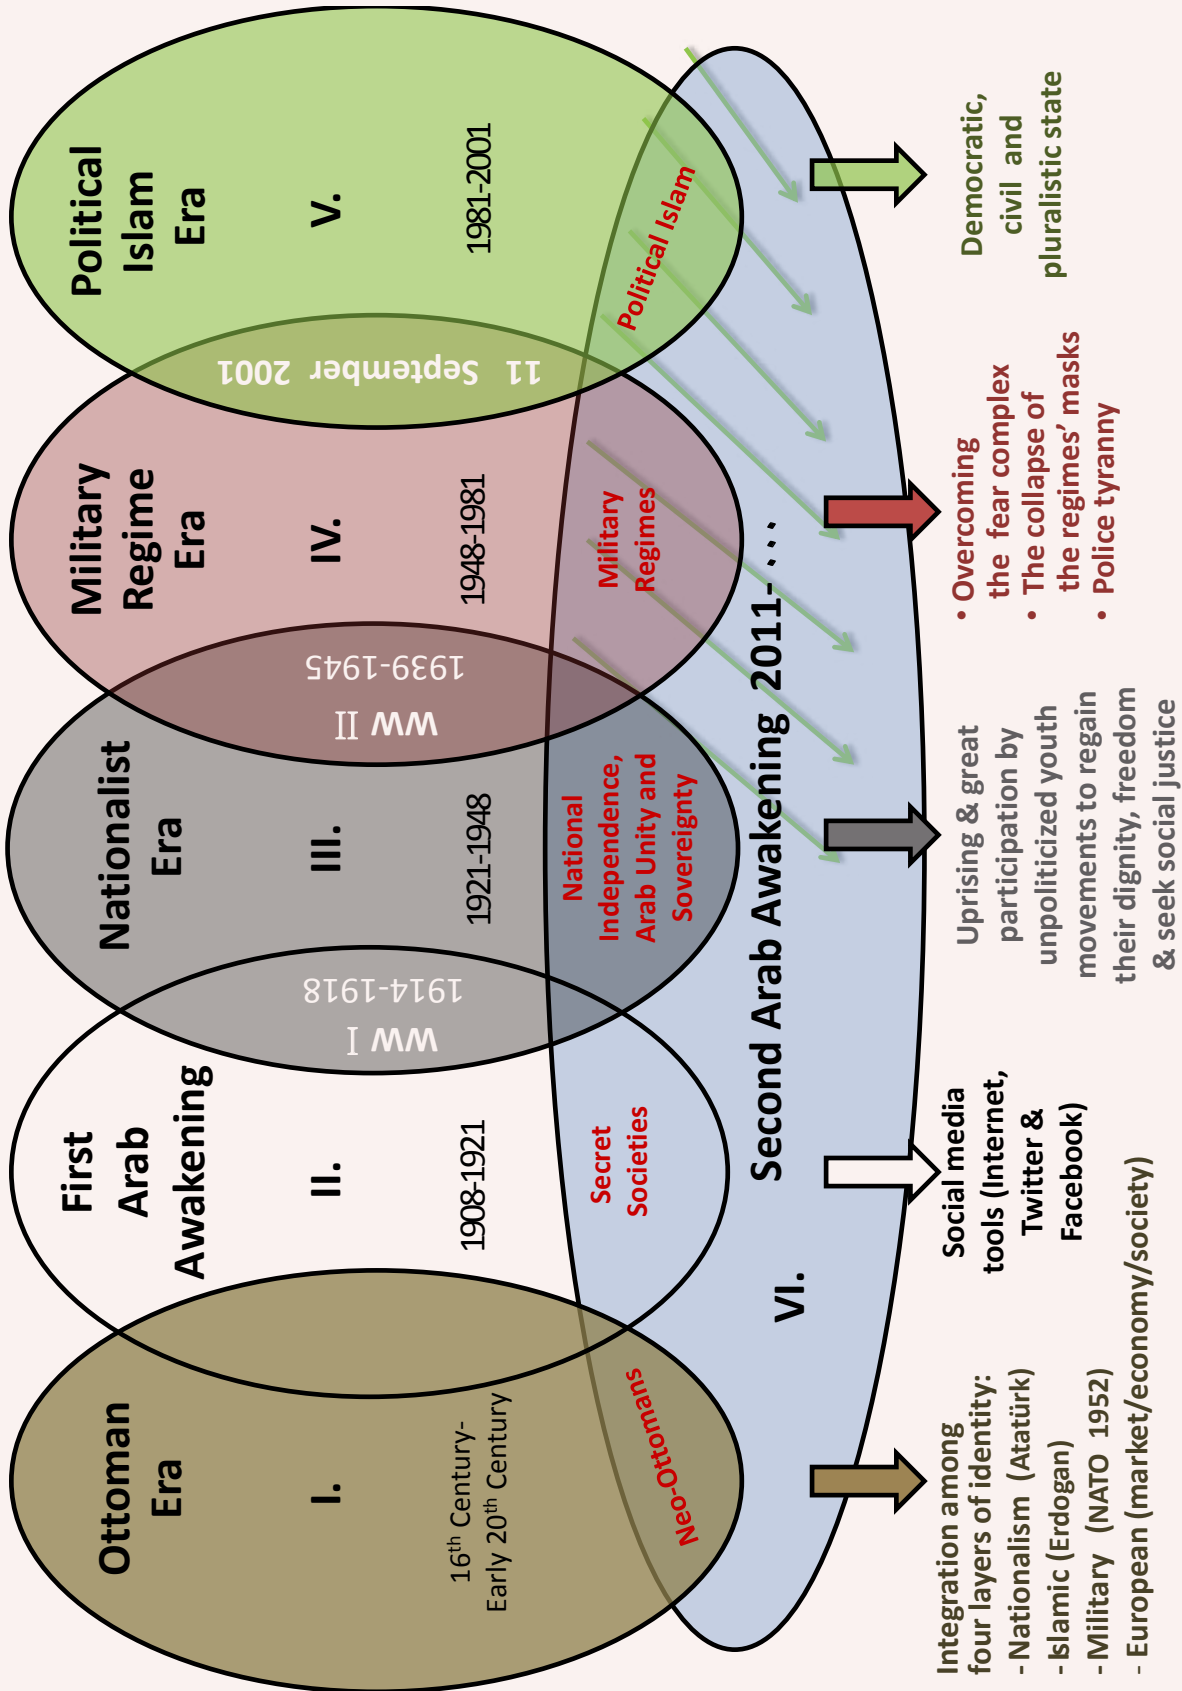 Ottoman
Era
I.
16th Century-
Early 20th Century
Neo-Ottomans
First
Arab
Awakening
II.
1908-1921
Secret
Societies
WW I
1914-1918
Nationalist
Era
III.
1921-1948
National
Independence,
Arab Unity and
Sovereignty
WW II
1939-1945
Military
Regime
Era
IV.
1948-1981
Military
Regimes
11 September 2001
Political
Islam
Era
V.
1981-2001
Political Islam
VI.
Second Arab Awakening 2011-....
Integration among
four layers of identity:
- Nationalism (Atatürk)
- Islamic (Erdogan)
- Military (NATO 1952)
- European (market/economy/society)
Social media
tools (Internet,
Twitter &
Facebook)
Uprising & great
participation by
unpoliticized youth
movements to regain
their dignity, freedom
& seek social justice
• Overcoming
the fear complex
• The collapse of
the regimes’ masks
• Police tyranny
Democratic,
civil and
pluralistic state